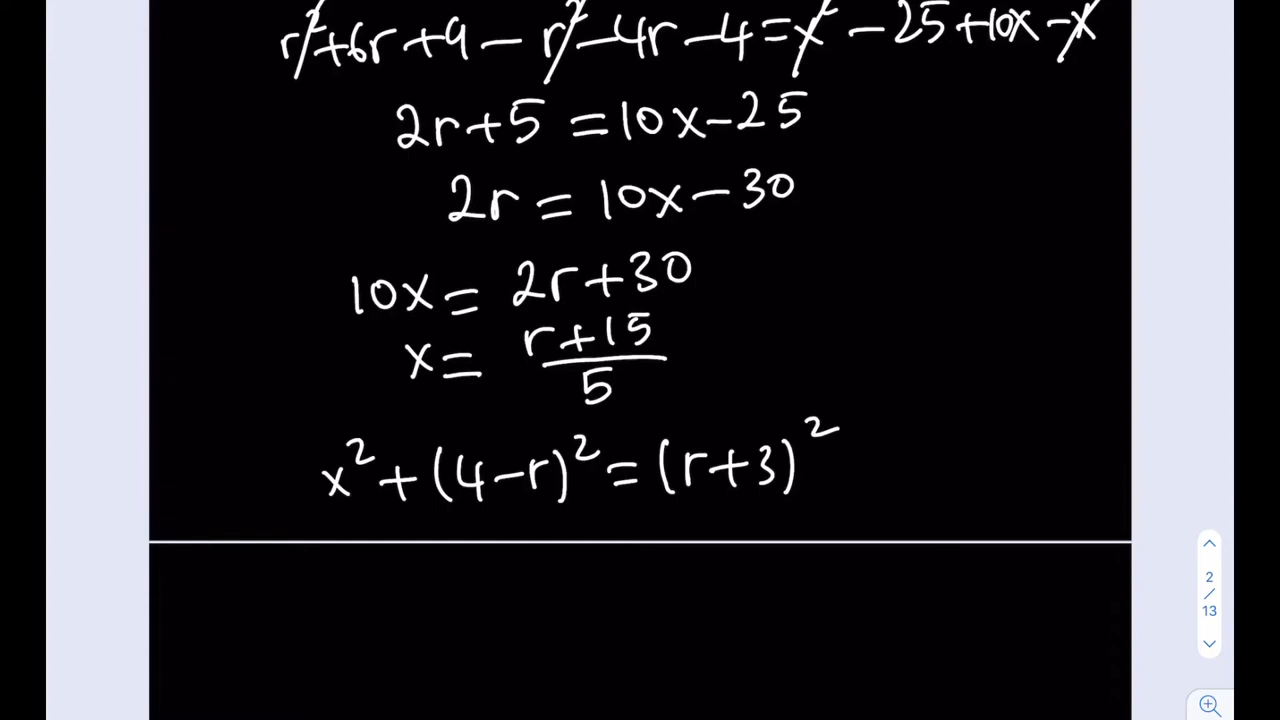 r²+6r+9-r²-4r-4=x²-25+10x-x²
2r+5=10x-25
2r=10x-30
10x=2r+30
x=\frac{r+15}{5}
x²+(4-r)²=(r+3)²
2
/
13